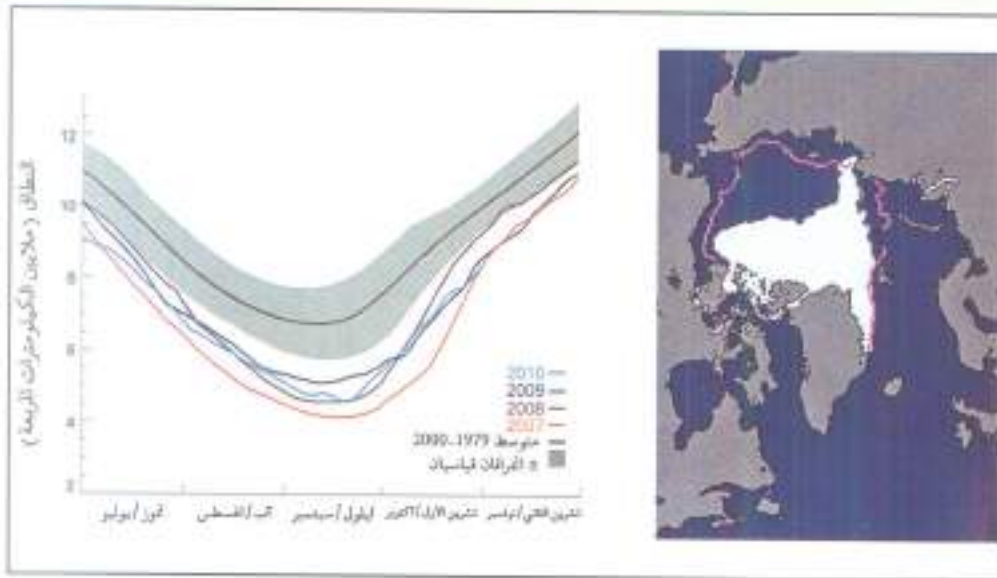 النطاق (ملايين الكيلومترات المربعة)
12
10
8
6
4
2
2010
2009
2008
2007
متوسط 1979-2000
± انحرافان قياسيان
تموز/يوليو
آب/أغسطس
أيلول/سبتمبر
تشرين الأول/أكتوبر
تشرين الثاني/نوفمبر